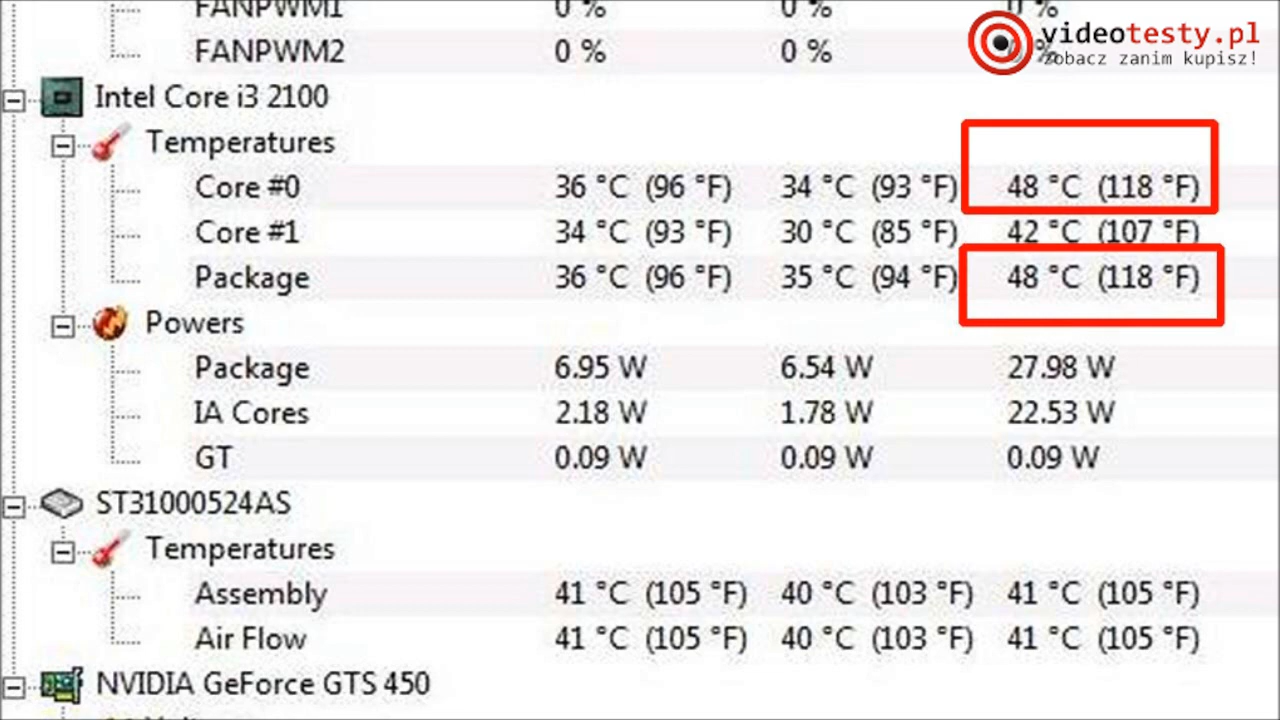 FANPWM1 0 % 0 % 0 %
FANPWM2 0 % 0 % %
videotesty.pl
zobacz zanim kupisz!
Intel Core i3 2100
Temperatures
Core #0 36 °C (96 °F) 34 °C (93 °F) 48 °C (118 °F)
Core #1 34 °C (93 °F) 30 °C (85 °F) 42 °C (107 °F)
Package 36 °C (96 °F) 35 °C (94 °F) 48 °C (118 °F)
Powers
Package 6.95 W 6.54 W 27.98 W
IA Cores 2.18 W 1.78 W 22.53 W
GT 0.09 W 0.09 W 0.09 W
ST31000524AS
Temperatures
Assembly 41 °C (105 °F) 40 °C (103 °F) 41 °C (105 °F)
Air Flow 41 °C (105 °F) 40 °C (103 °F) 41 °C (105 °F)
NVIDIA GeForce GTS 450